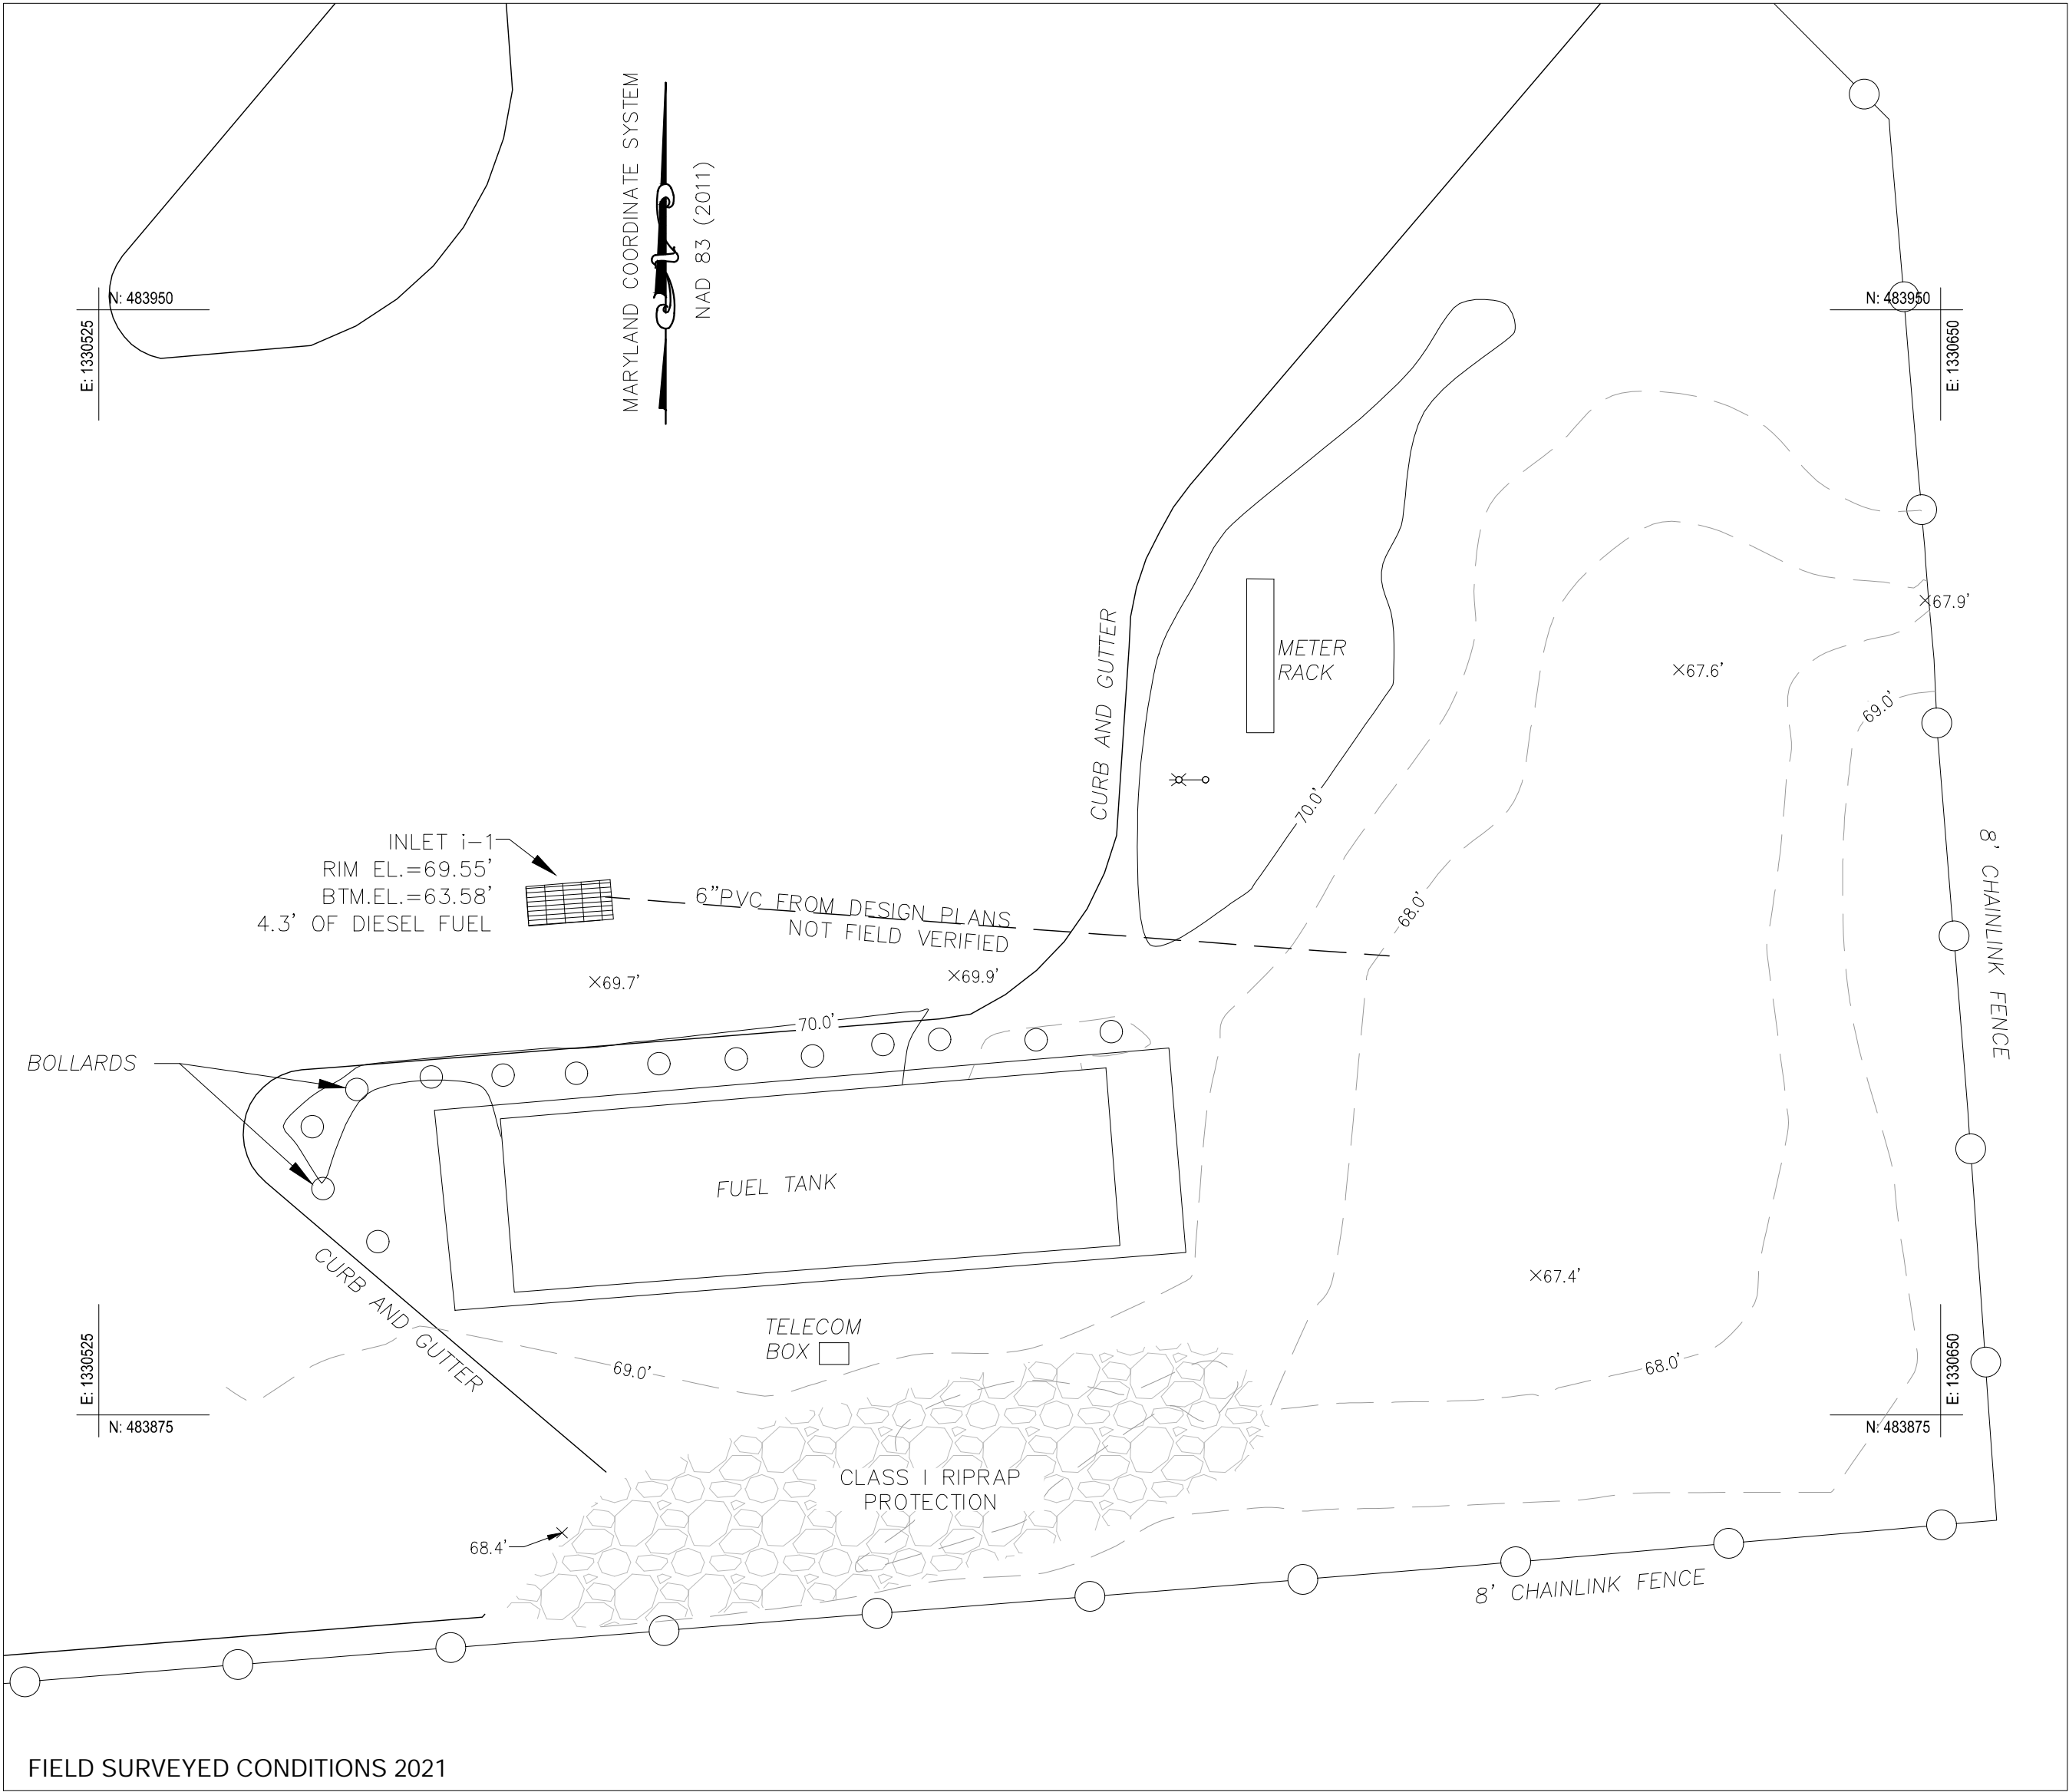 MARYLAND COORDINATE SYSTEM
NAD 83 (2011)
N: 483950
E: 1330525
N: 483950
E: 1330650
CURB AND GUTTER
METER
RACK
67.9'
67.6'
69.0'
70.0'
8' CHAINLINK FENCE
INLET i-1
RIM EL.=69.55'
BTM.EL.=63.58'
4.3' OF DIESEL FUEL
6"PVC FROM DESIGN PLANS
NOT FIELD VERIFIED
68.0'
69.7'
69.9'
70.0'
BOLLARDS
FUEL TANK
CURB AND GUTTER
67.4'
TELECOM
BOX
69.0'
68.0'
E: 1330525
N: 483875
E: 1330650
N: 483875
CLASS I RIPRAP
PROTECTION
68.4'
8' CHAINLINK FENCE
FIELD SURVEYED CONDITIONS 2021